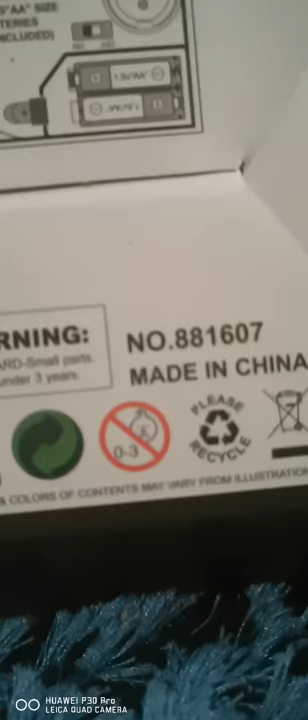 "AA" SIZE
TERIES
NCLUDED)
1.5v"AA"
1.5v"AA"
RNING:
ARD-Small parts.
under 3 years.
NO.881607
MADE IN CHINA
0-3
PLEASE
RECYCLE
& COLORS OF CONTENTS MAY VARY FROM ILLUSTRATION
HUAWEI P30 Pro
LEICA QUAD CAMERA